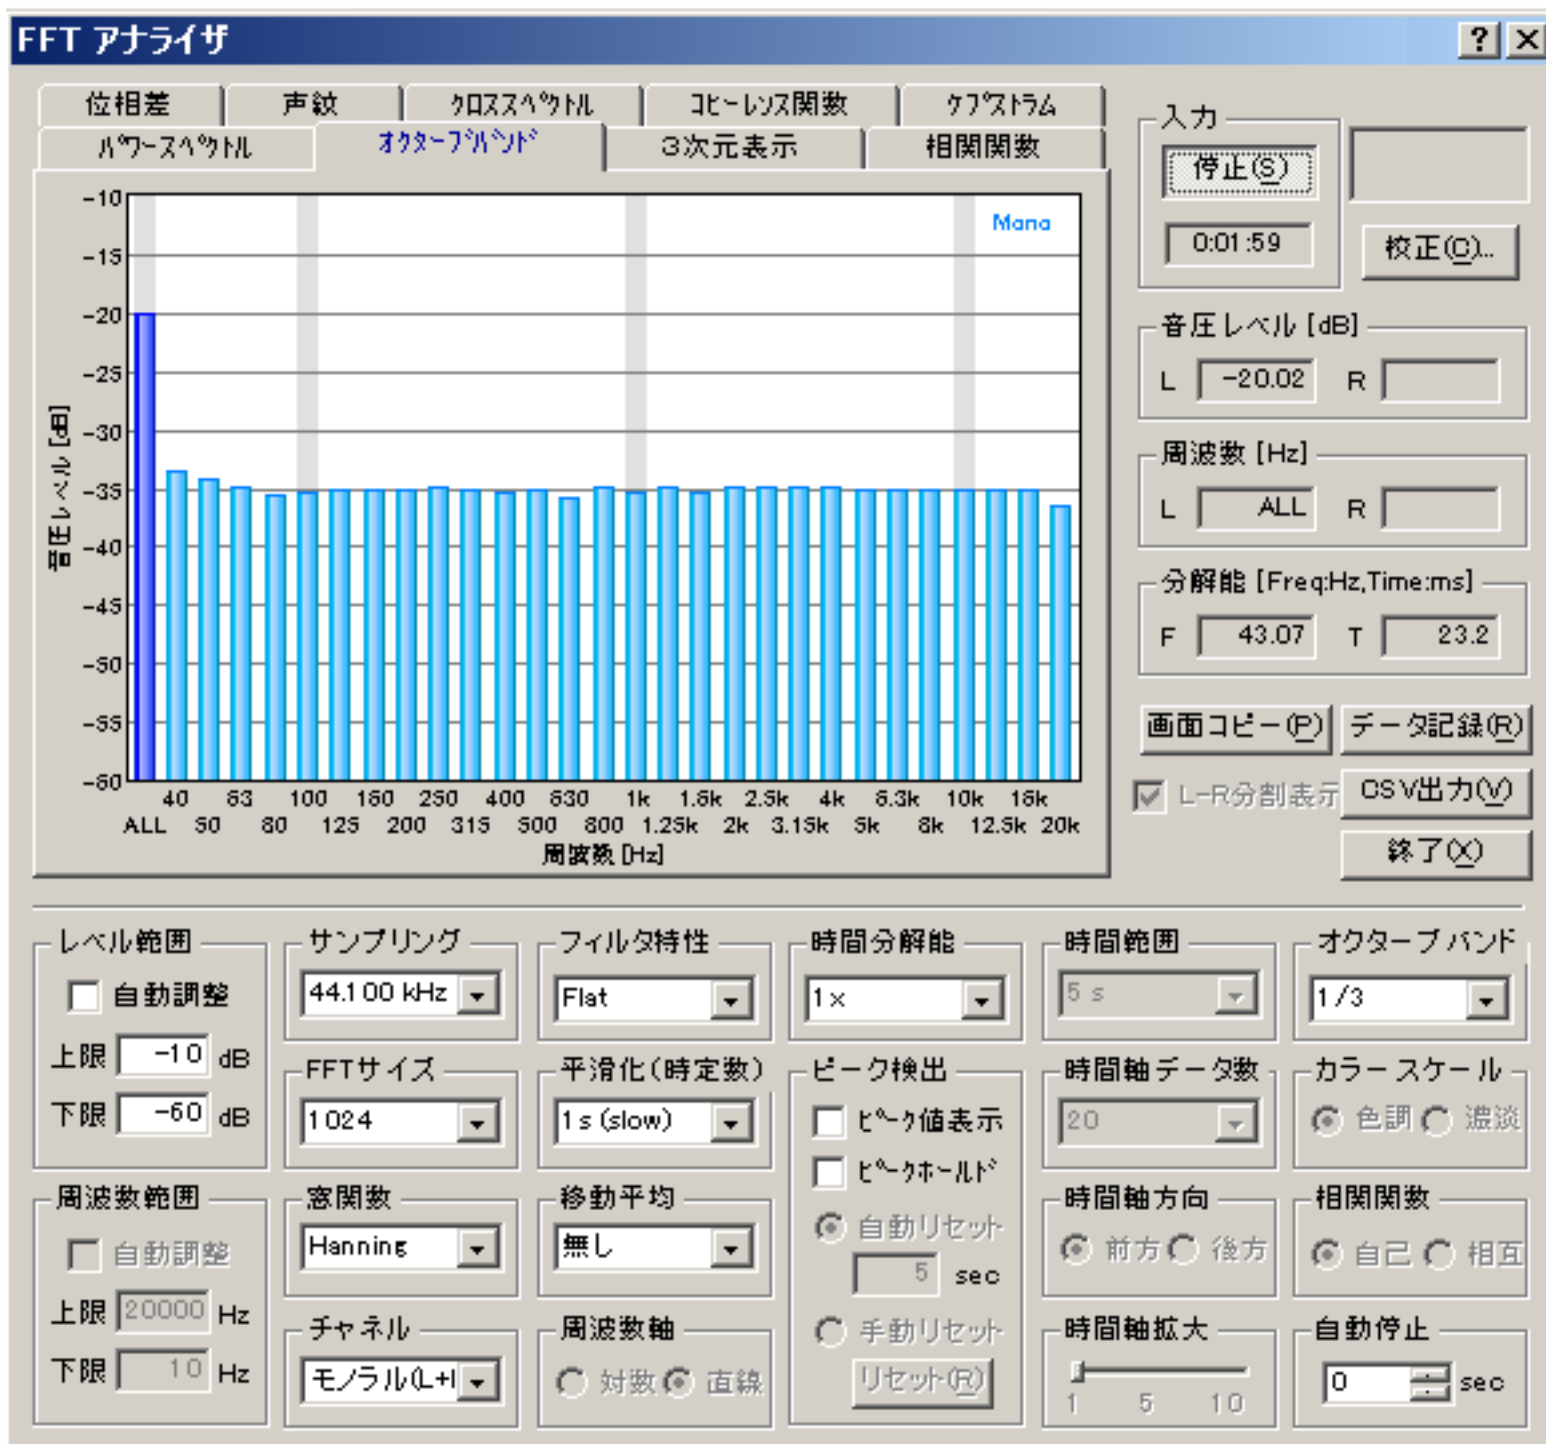 FFT アナライザ
位相差 声紋 クロススペクトル コヒーレンス関数 ケプストラム
パワースペクトル オクターブバンド 3次元表示 相関関数
Mono
-10
-15
-20
-25
-30
-35
-40
-45
-50
-55
-60
音圧レベル [dB]
40 63 100 160 250 400 630 1k 1.6k 2.5k 4k 6.3k 10k 16k
ALL 50 80 125 200 315 500 800 1.25k 2k 3.15k 5k 8k 12.5k 20k
周波数 [Hz]
入力
停止(S)
0:01:59
校正(C)...
音圧レベル [dB]
L -20.02 R
周波数 [Hz]
L ALL R
分解能 [Freq:Hz,Time:ms]
F 43.07 T 23.2
画面コピー(P) データ記録(R)
L-R分割表示 CSV出力(V)
終了(X)
レベル範囲
自動調整
上限 -10 dB
下限 -60 dB
周波数範囲
自動調整
上限 20000 Hz
下限 10 Hz
サンプリング
44.100 kHz
FFTサイズ
1024
窓関数
Hanning
チャネル
モノラル(L+
フィルタ特性
Flat
平滑化(時定数)
1 s (slow)
移動平均
無し
周波数軸
対数 直線
時間分解能
1 x
ピーク検出
ピーク値表示
ピークホールド
自動リセット
5 sec
手動リセット
リセット(R)
時間範囲
5 s
時間軸データ数
20
時間軸方向
前方 後方
時間軸拡大
1 5 10
オクターブバンド
1/3
カラースケール
色調 濃淡
相関関数
自己 相互
自動停止
0 sec